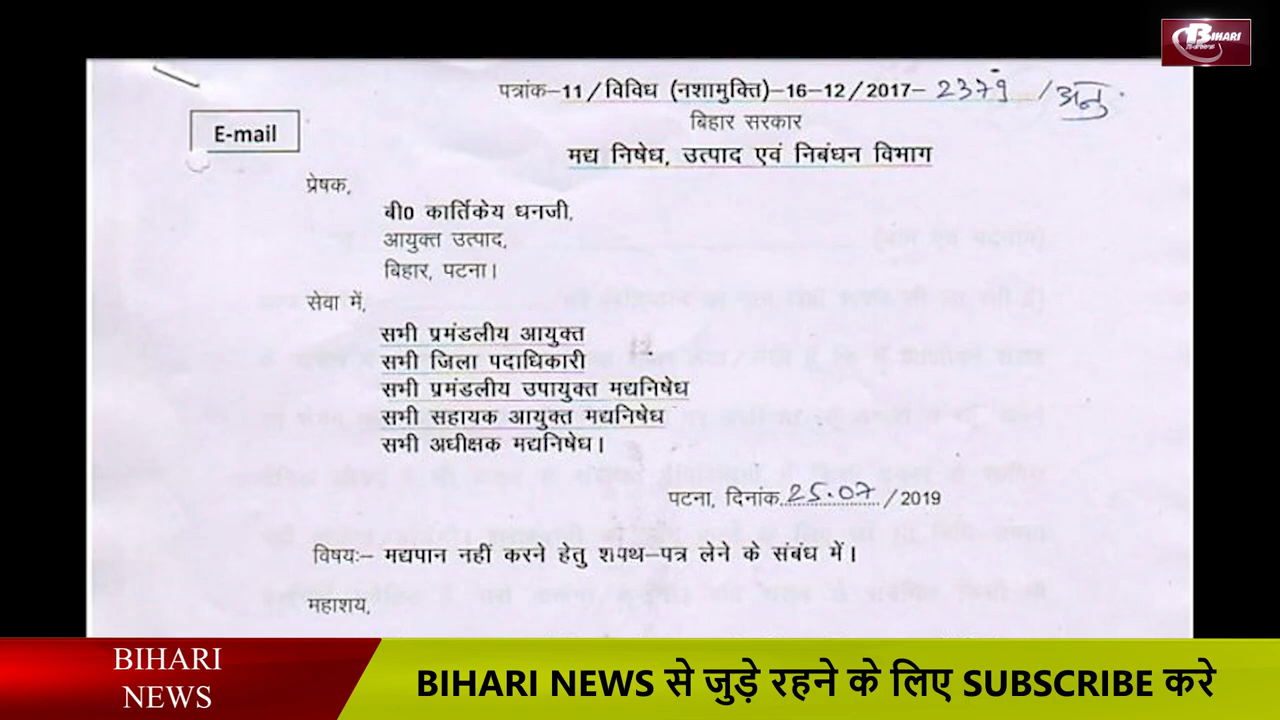 BIHARI
पत्रांक–11/विविध (नशामुक्ति)–16–12/2017– 2379 /अनु.
E-mail
बिहार सरकार
मद्य निषेध, उत्पाद एवं निबंधन विभाग
प्रेषक,
बी0 कार्तिकेय धनजी,
आयुक्त उत्पाद,
बिहार, पटना।
सेवा में,
सभी प्रमंडलीय आयुक्त
सभी जिला पदाधिकारी
सभी प्रमंडलीय उपायुक्त मद्यनिषेध
सभी सहायक आयुक्त मद्यनिषेध
सभी अधीक्षक मद्यनिषेध।
पटना, दिनांक 25.07 /2019
विषयः– मद्यपान नहीं करने हेतु शपथ–पत्र लेने के संबंध में।
महाशय,
BIHARI
NEWS
BIHARI NEWS से जुड़े रहने के लिए SUBSCRIBE करे